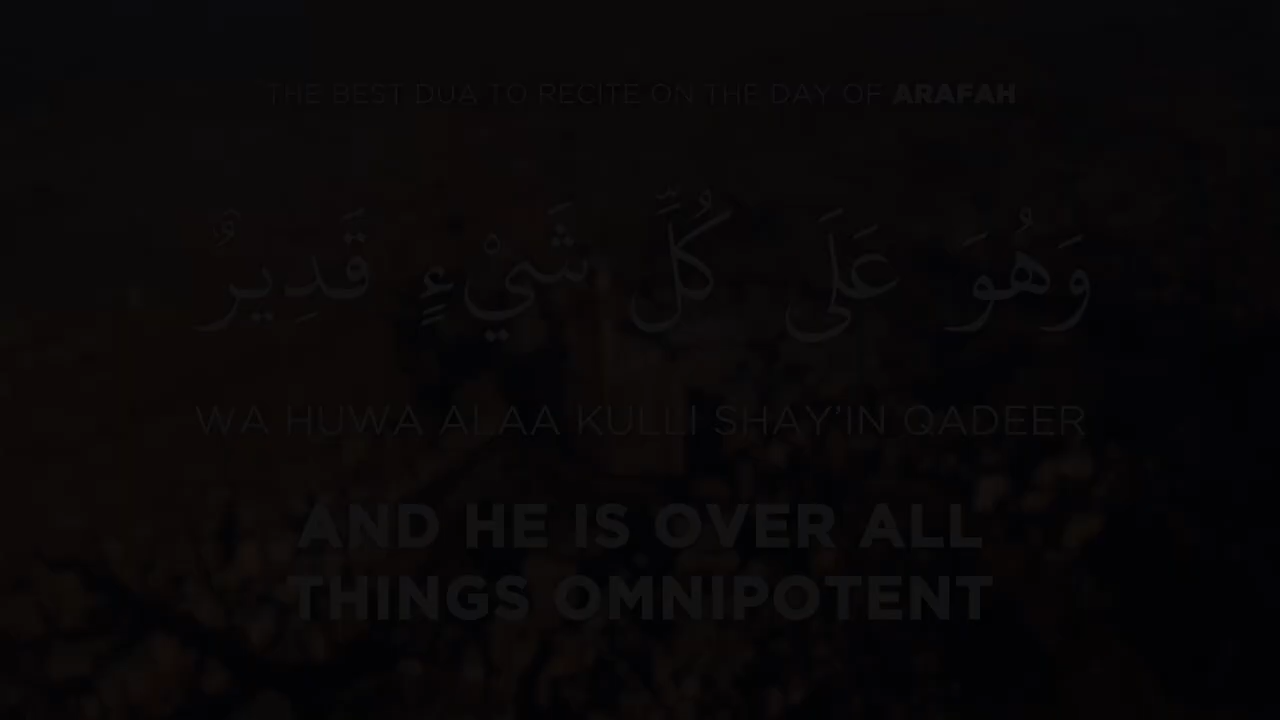 THE BEST DUA TO RECITE ON THE DAY OF ARAFAH
وَهُوَ عَلَى كُلِّ شَيْءٍ قَدِيرٌ
WA HUWA ALAA KULLI SHAY'IN QADEER
AND HE IS OVER ALL
THINGS OMNIPOTENT